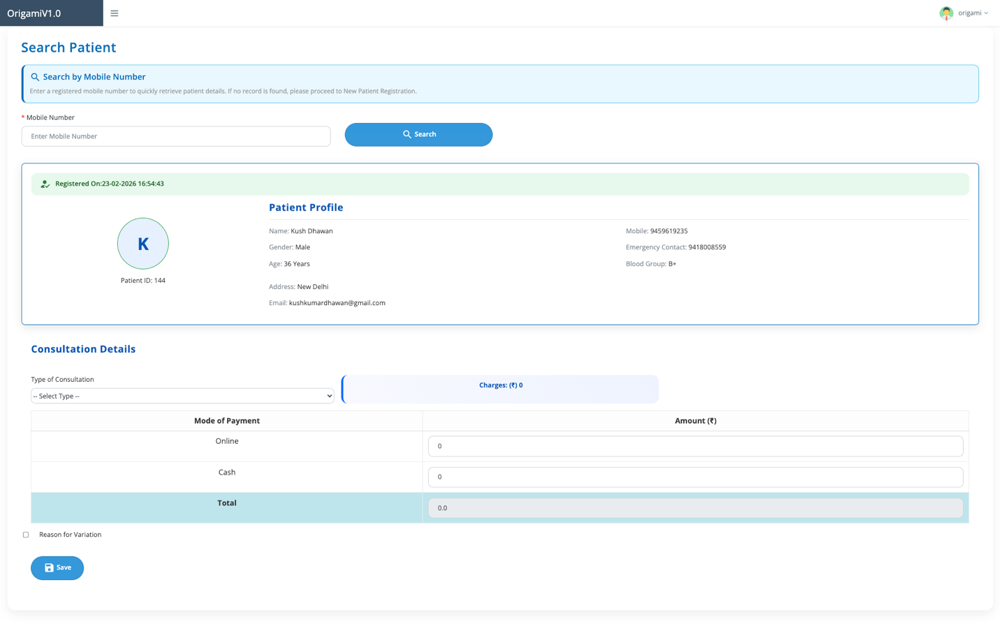 OrigamiV1.0
origami
Search Patient
Search by Mobile Number
Enter a registered mobile number to quickly retrieve patient details. If no record is found, please proceed to New Patient Registration.
* Mobile Number
Enter Mobile Number
Search
Registered On:23-02-2026 16:54:43
K
Patient ID: 144
Patient Profile
Name: Kush Dhawan
Mobile: 9459619235
Gender: Male
Emergency Contact: 9418008559
Age: 36 Years
Blood Group: B+
Address: New Delhi
Email: kushkumardhawan@gmail.com
Consultation Details
Type of Consultation
-- Select Type --
Charges: (₹) 0
Mode of Payment
Amount (₹)
Online
0
Cash
0
Total
0.0
Reason for Variation
Save